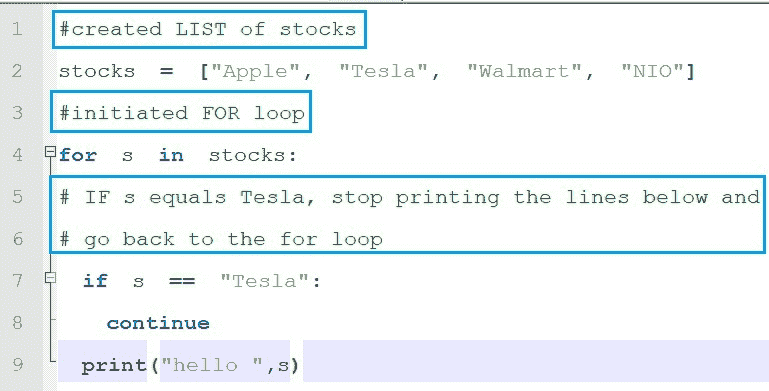 1 #created LIST of stocks
2 stocks = ["Apple", "Tesla", "Walmart", "NIO"]
3 #initiated FOR loop
4 for s in stocks:
5 # IF s equals Tesla, stop printing the lines below and
6 # go back to the for loop
7 if s == "Tesla":
8 continue
9 print("hello ",s)